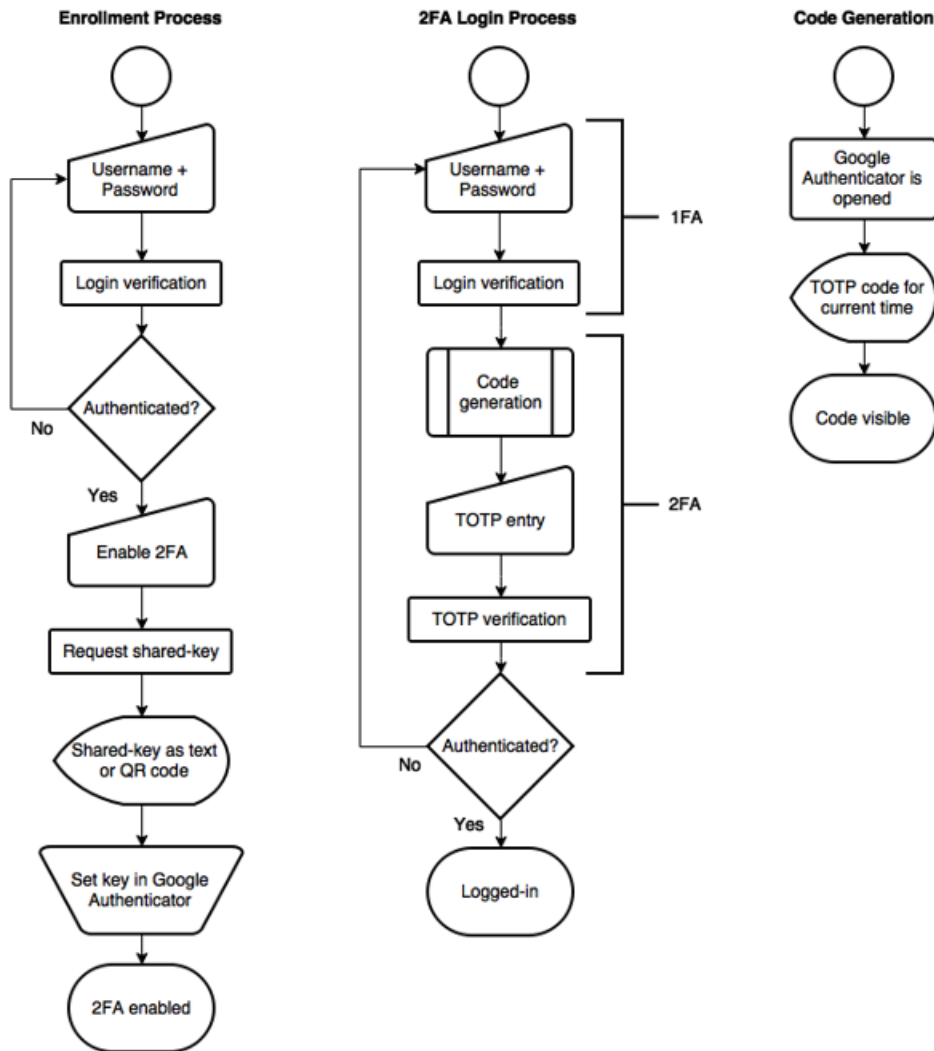 Enrollment Process
Username +
Password
Login verification
Authenticated?
No
Yes
Enable 2FA
Request shared-key
Shared-key as text
or QR code
Set key in Google
Authenticator
2FA enabled
2FA Login Process
Username +
Password
1FA
Login verification
Code
generation
TOTP entry
2FA
TOTP verification
Authenticated?
No
Yes
Logged-in
Code Generation
Google
Authenticator is
opened
TOTP code for
current time
Code visible